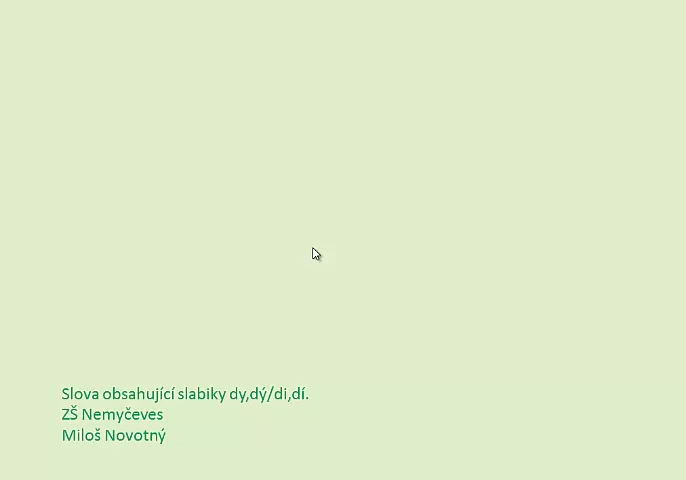 Slova obsahující slabiky dy,dý/di,dí.
ZŠ Nemyčeves
Miloš Novotný